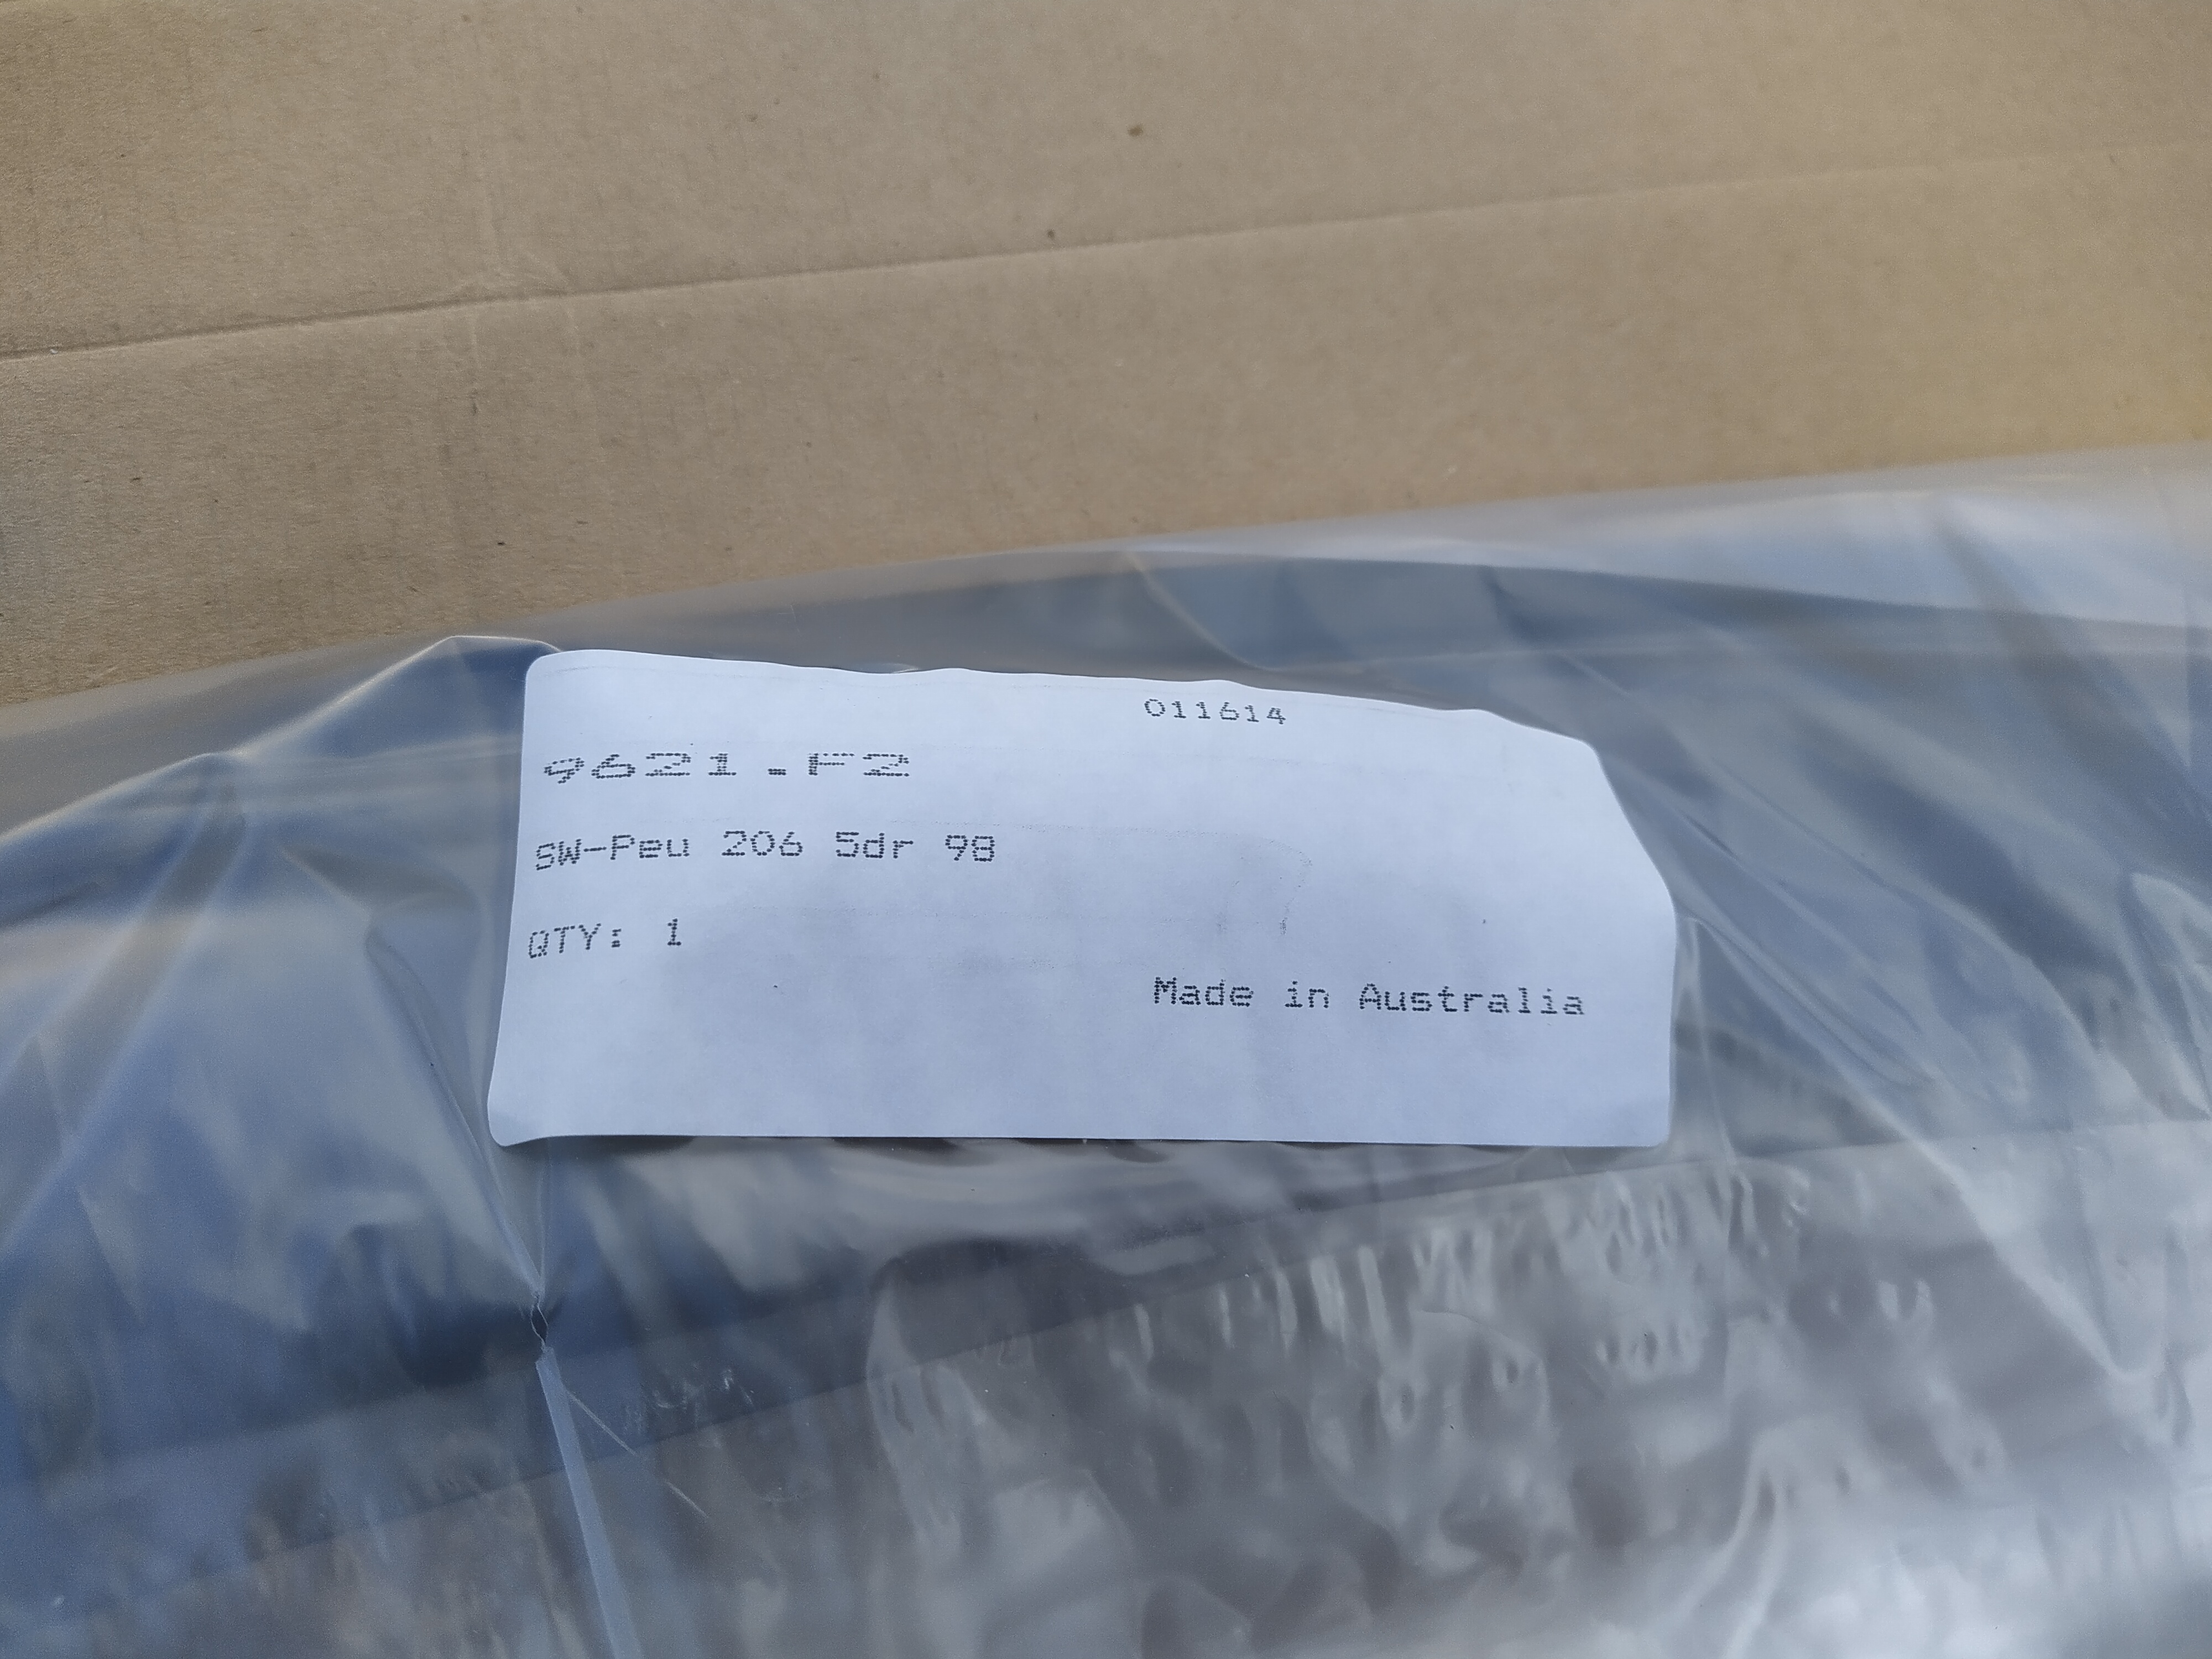 011614
9621.F2
SW-Peu 206 5dr 98
QTY: 1
Made in Australia